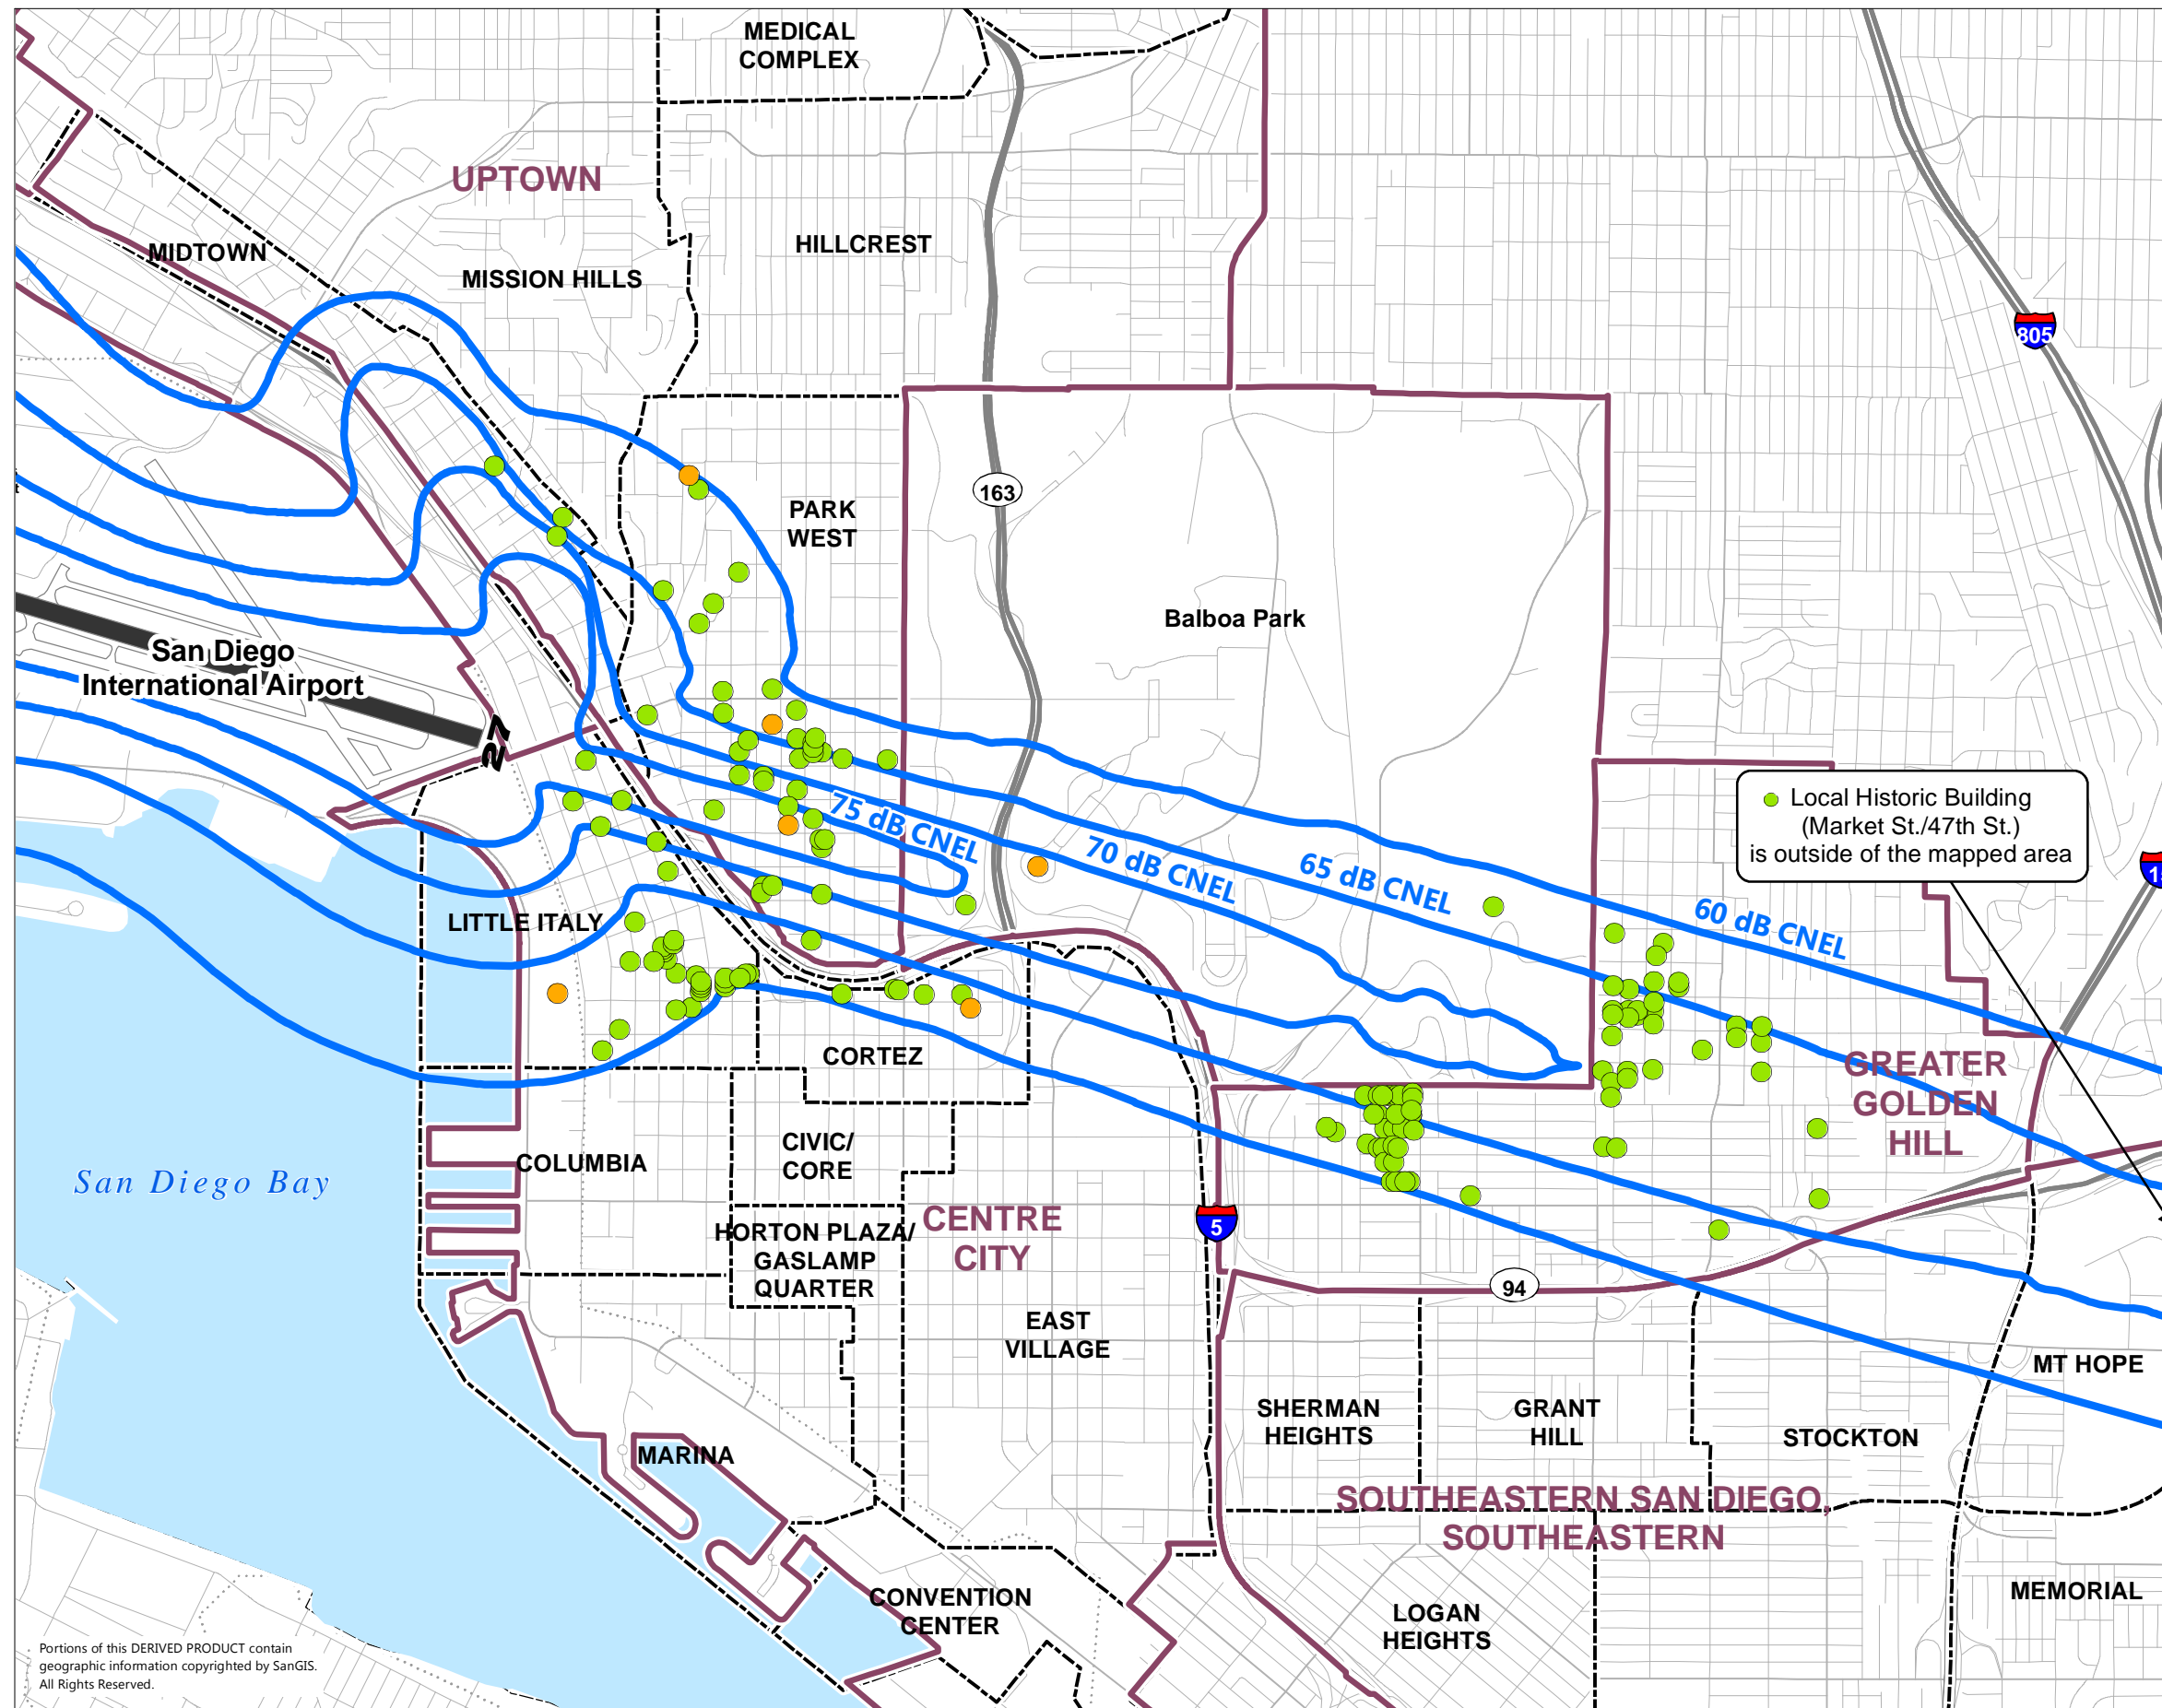 MEDICAL
COMPLEX
UPTOWN
MIDTOWN
HILLCREST
MISSION HILLS
805
163
PARK
WEST
Balboa Park
San Diego
International Airport
27
Local Historic Building
(Market St./47th St.)
is outside of the mapped area
75 dB CNEL
70 dB CNEL
65 dB CNEL
60 dB CNEL
LITTLE ITALY
CORTEZ
GREATER
GOLDEN
HILL
CIVIC/
CORE
COLUMBIA
San Diego Bay
CENTRE
CITY
5
HORTON PLAZA/
GASLAMP
QUARTER
94
EAST
VILLAGE
MT HOPE
SHERMAN
HEIGHTS
GRANT
HILL
STOCKTON
MARINA
SOUTHEASTERN SAN DIEGO,
SOUTHEASTERN
CONVENTION
CENTER
LOGAN
HEIGHTS
MEMORIAL
Portions of this DERIVED PRODUCT contain
geographic information copyrighted by SanGIS.
All Rights Reserved.